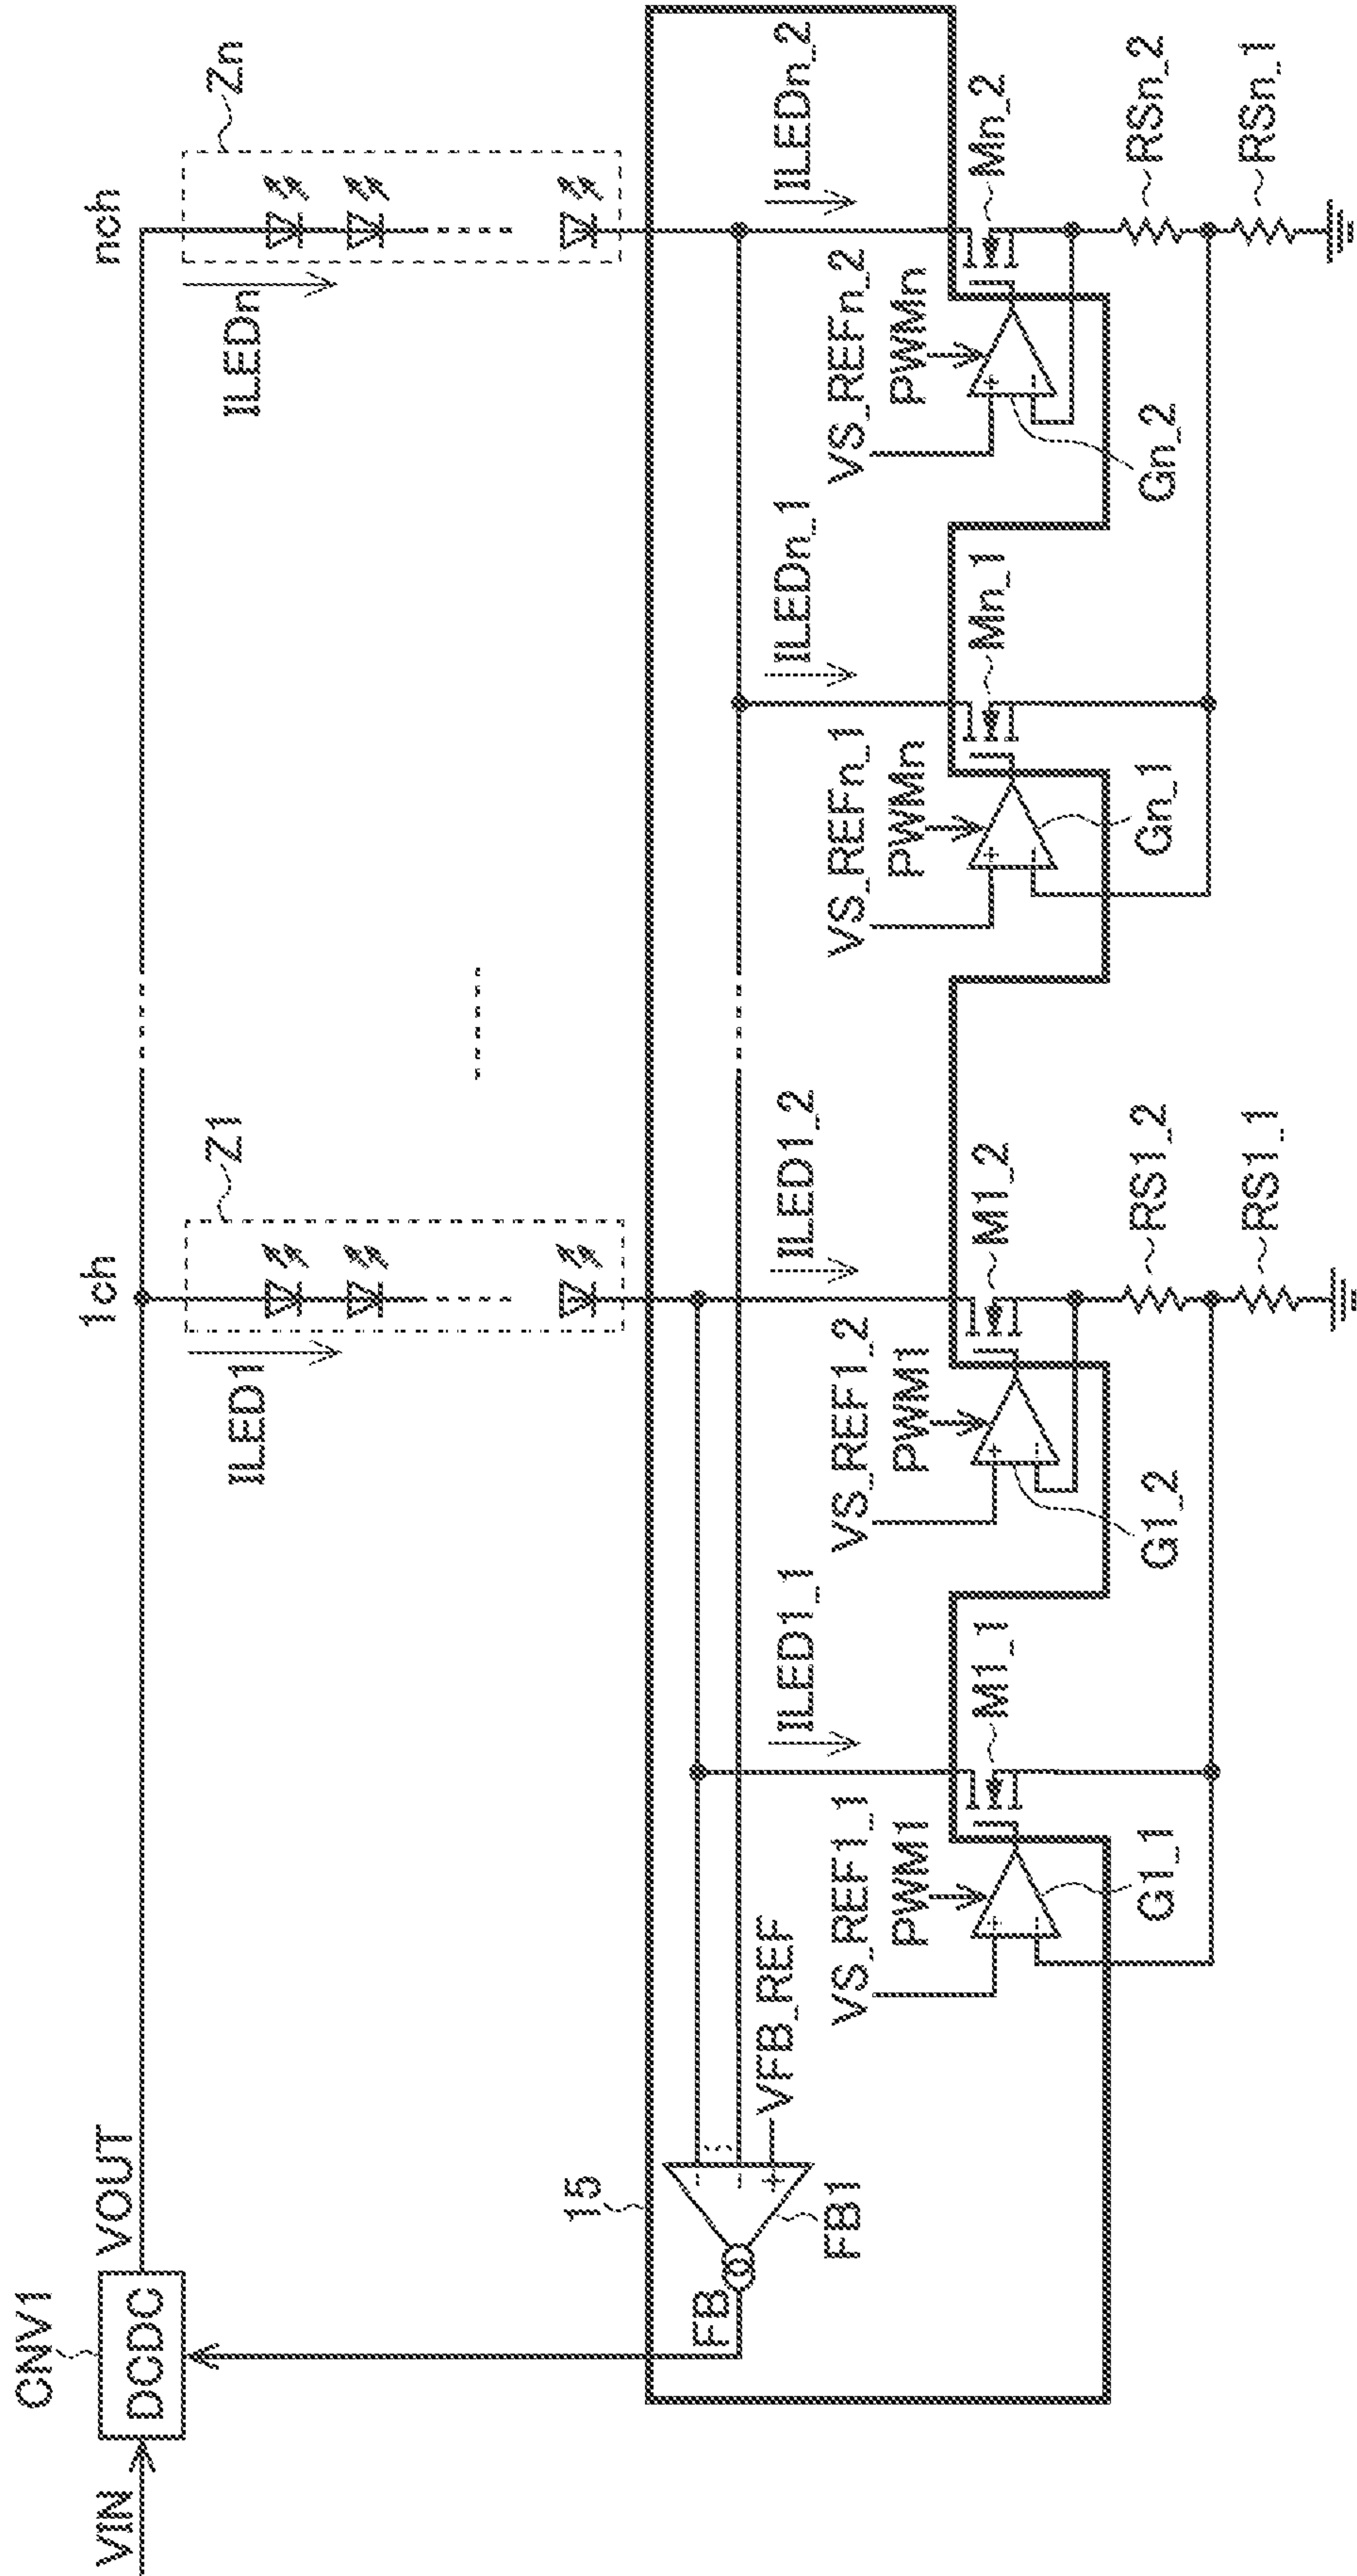 VIN
CNV1
DCDC
VOUT
1ch
nch
ILED1
Z1
ILEDn
Zn
15
FB
FB1
VFB_REF
ILED1_1
ILED1_2
ILEDn_1
ILEDn_2
VS_REF1_1
PWM1
VS_REF1_2
PWM1
VS_REFn_1
PWMn
VS_REFn_2
PWMn
M1_1
M1_2
Mn_1
Mn_2
G1_1
G1_2
Gn_1
Gn_2
RS1_2
RSn_2
RS1_1
RSn_1